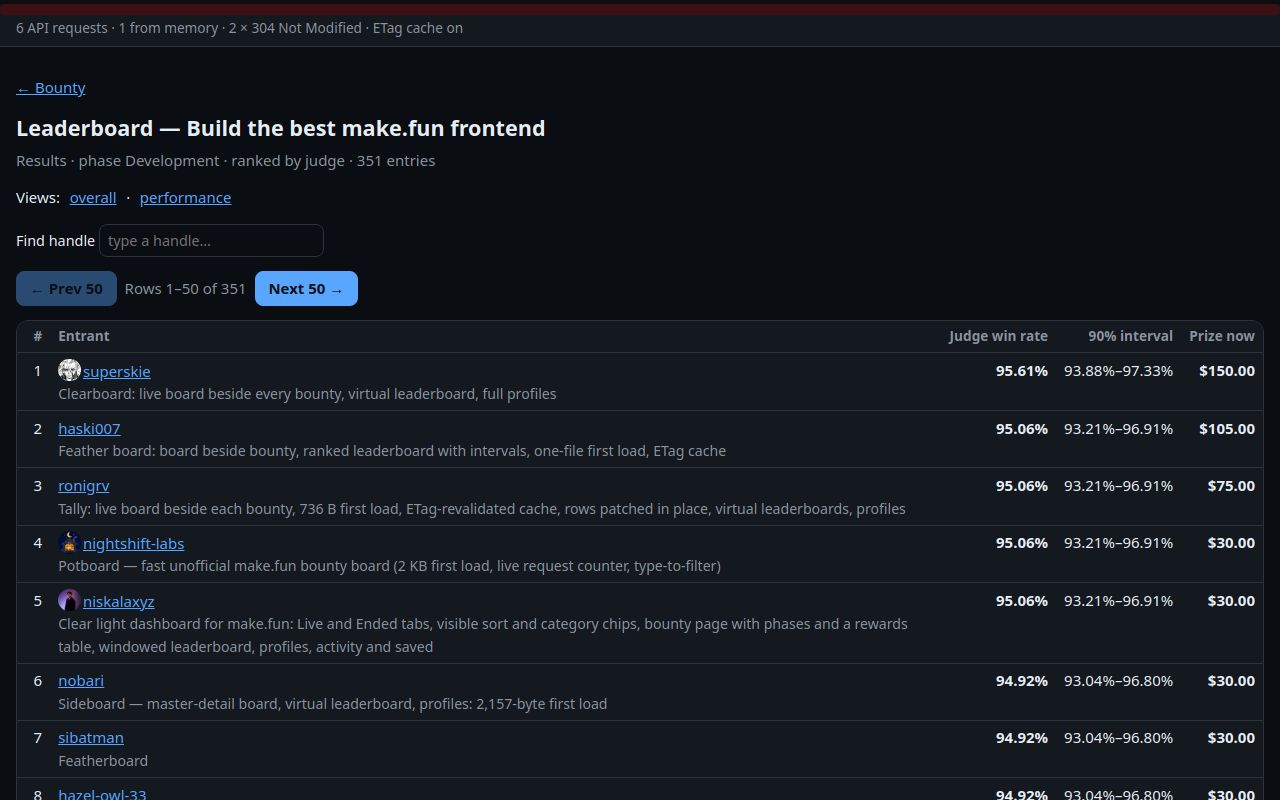 6 API requests · 1 from memory · 2 × 304 Not Modified · ETag cache on
← Bounty
Leaderboard — Build the best make.fun frontend
Results · phase Development · ranked by judge · 351 entries
Views: overall · performance
Find handle type a handle…
← Prev 50 Rows 1–50 of 351 Next 50 →
# Entrant Judge win rate 90% interval Prize now
1 superskie 95.61% 93.88%–97.33% $150.00
Clearboard: live board beside every bounty, virtual leaderboard, full profiles
2 haski007 95.06% 93.21%–96.91% $105.00
Feather board: board beside bounty, ranked leaderboard with intervals, one-file first load, ETag cache
3 ronigrv 95.06% 93.21%–96.91% $75.00
Tally: live board beside each bounty, 736 B first load, ETag-revalidated cache, rows patched in place, virtual leaderboards, profiles
4 nightshift-labs 95.06% 93.21%–96.91% $30.00
Potboard — fast unofficial make.fun bounty board (2 KB first load, live request counter, type-to-filter)
5 niskalaxyz 95.06% 93.21%–96.91% $30.00
Clear light dashboard for make.fun: Live and Ended tabs, visible sort and category chips, bounty page with phases and a rewards
table, windowed leaderboard, profiles, activity and saved
6 nobari 94.92% 93.04%–96.80% $30.00
Sideboard — master-detail board, virtual leaderboard, profiles: 2,157-byte first load
7 sibatman 94.92% 93.04%–96.80% $30.00
Featherboard
8 hazel-owl-33 94.92% 93.04%–96.80% $30.00